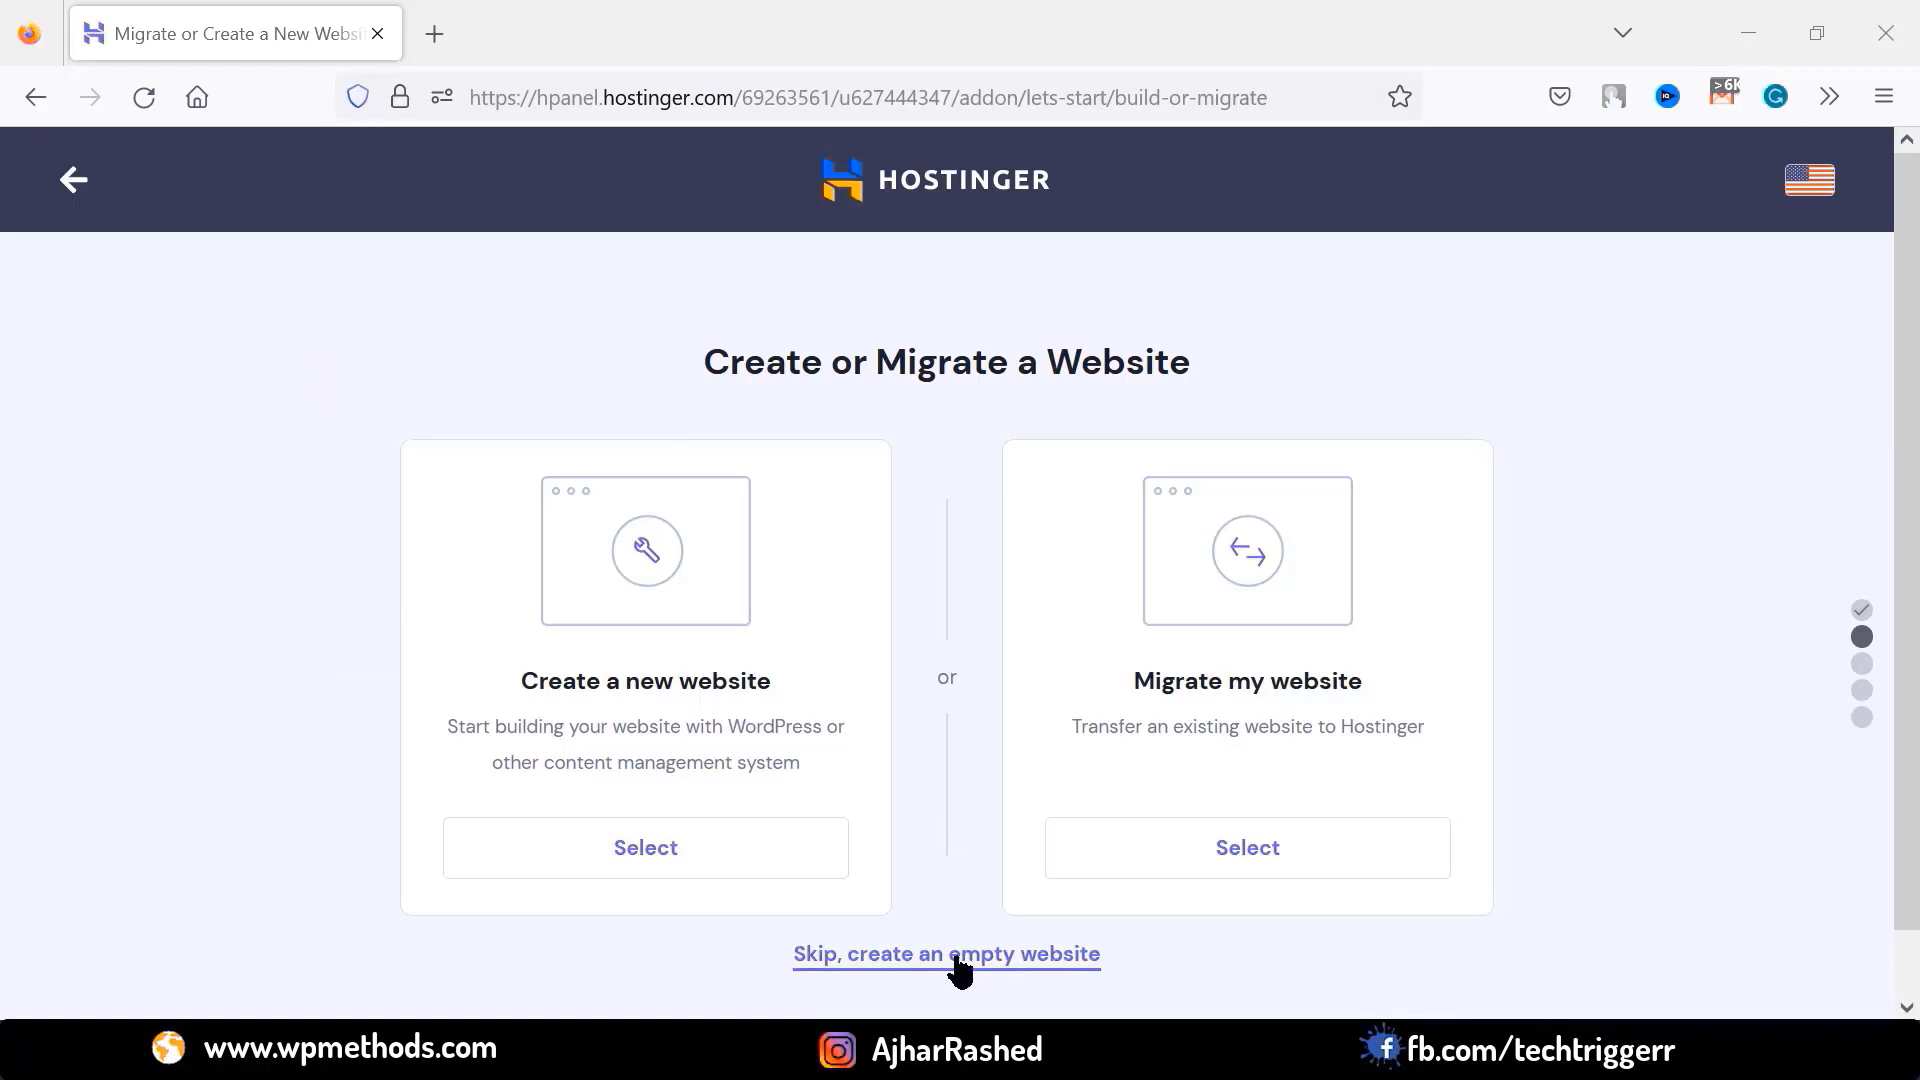 Migrate or Create a New Websi
https://hpanel.hostinger.com/69263561/u627444347/addon/lets-start/build-or-migrate
>6K
HOSTINGER
Create or Migrate a Website
Create a new website
Start building your website with WordPress or
other content management system
Select
or
Migrate my website
Transfer an existing website to Hostinger
Select
Skip, create an empty website
www.wpmethods.com
AjharRashed
fb.com/techtriggerr